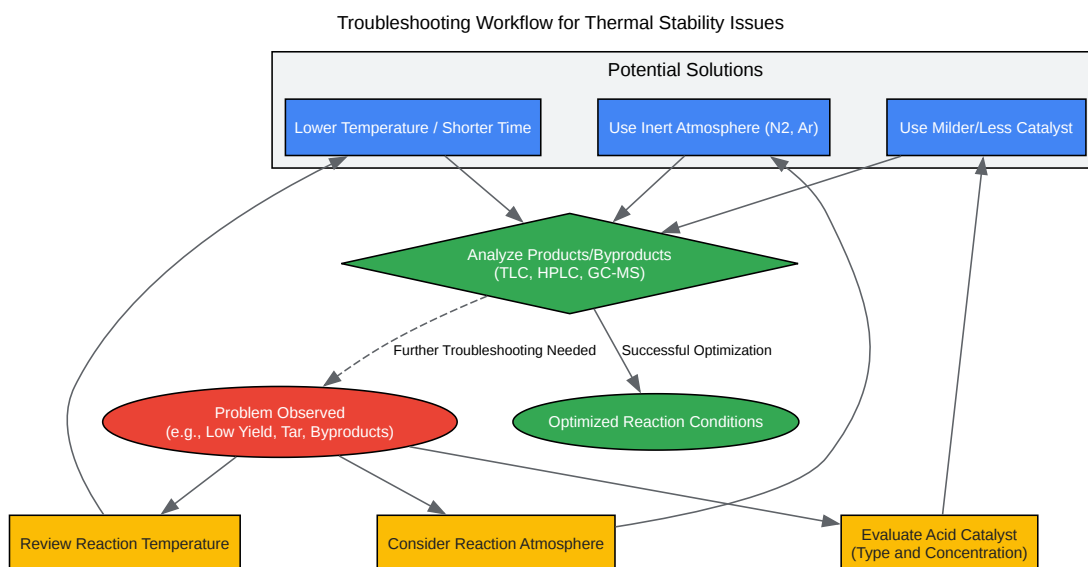 Troubleshooting Workflow for Thermal Stability Issues
Potential Solutions
Lower Temperature / Shorter Time
Use Inert Atmosphere (N2, Ar)
Use Milder/Less Catalyst
Analyze Products/Byproducts
(TLC, HPLC, GC-MS)
Further Troubleshooting Needed
Successful Optimization
Problem Observed
(e.g., Low Yield, Tar, Byproducts)
Optimized Reaction Conditions
Review Reaction Temperature
Consider Reaction Atmosphere
Evaluate Acid Catalyst
(Type and Concentration)